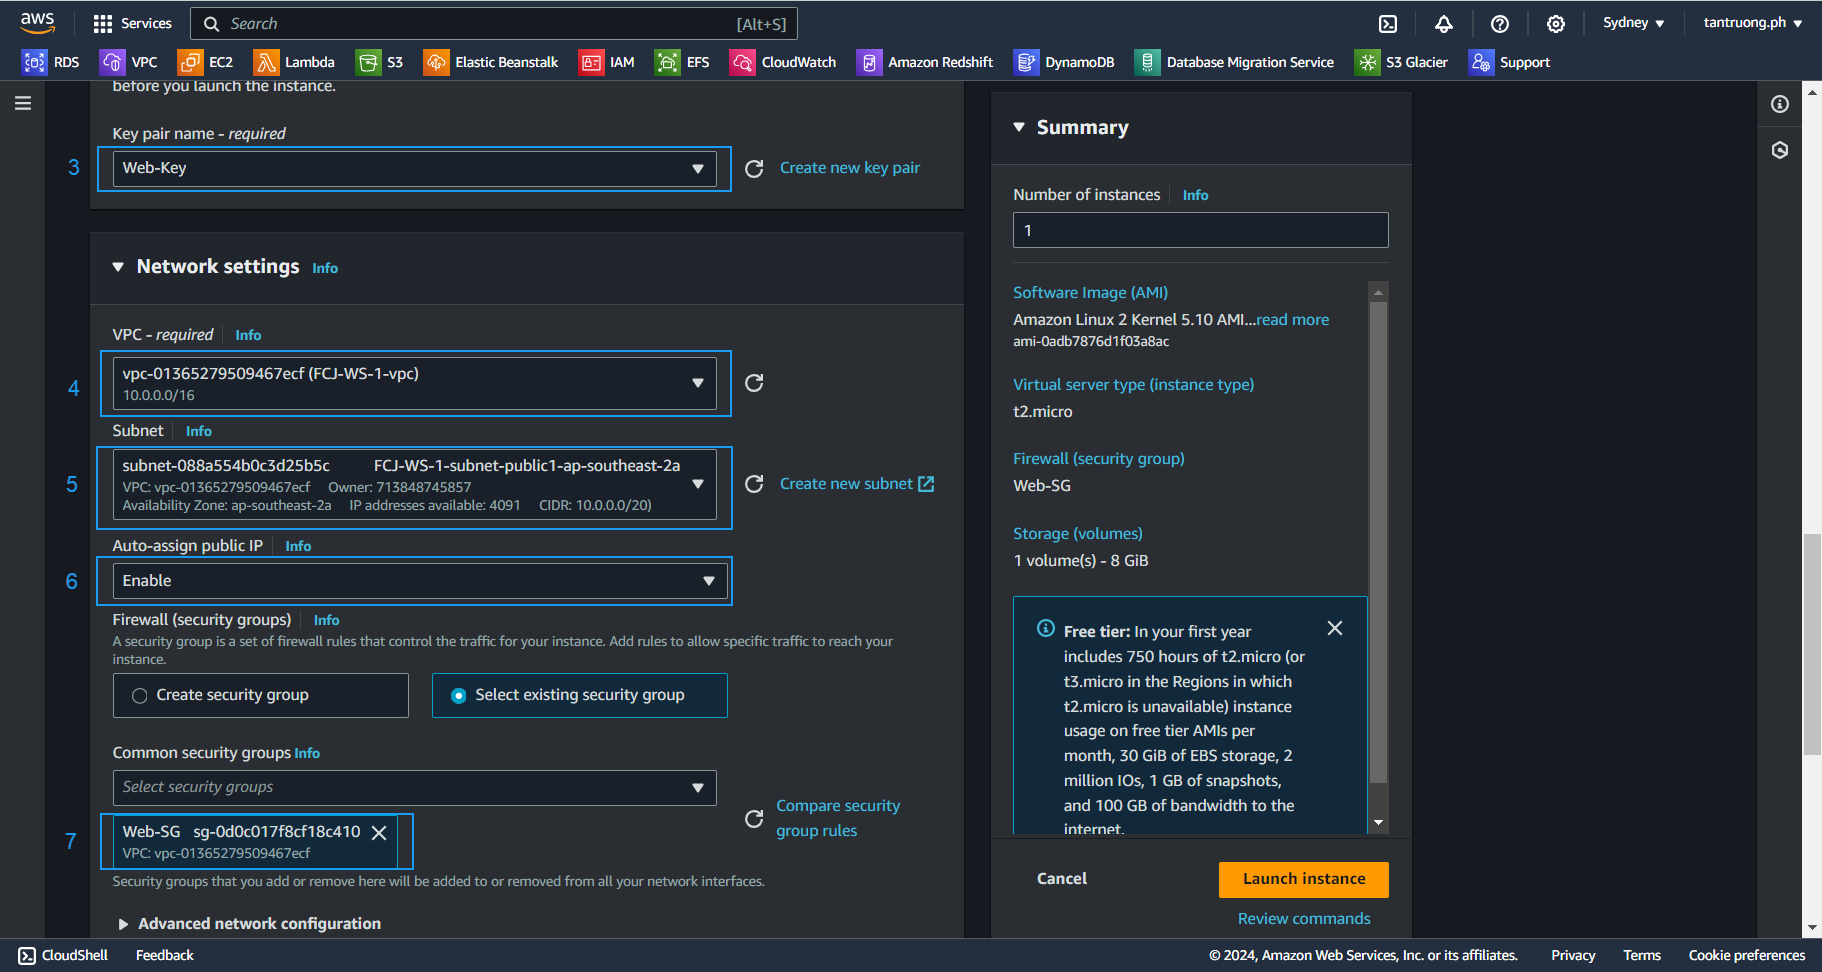 aws
Services
Search
[Alt+S]
Sydney
tantruong.ph
RDS
VPC
EC2
Lambda
S3
Elastic Beanstalk
IAM
EFS
CloudWatch
Amazon Redshift
DynamoDB
Database Migration Service
S3 Glacier
Support
before you launch the instance.
Key pair name - required
3
Web-Key
Create new key pair
Network settings Info
VPC - required Info
4
vpc-01365279509467ecf (FCJ-WS-1-vpc)
10.0.0.0/16
Subnet Info
5
subnet-088a554b0c3d25b5c FCJ-WS-1-subnet-public1-ap-southeast-2a
VPC: vpc-01365279509467ecf Owner: 713848745857
Availability Zone: ap-southeast-2a IP addresses available: 4091 CIDR: 10.0.0.0/20)
Create new subnet
Auto-assign public IP Info
6
Enable
Firewall (security groups) Info
A security group is a set of firewall rules that control the traffic for your instance. Add rules to allow specific traffic to reach your
instance.
Create security group
Select existing security group
Common security groups Info
Select security groups
Compare security
group rules
7
Web-SG sg-0d0c017f8cf18c410
VPC: vpc-01365279509467ecf
Security groups that you add or remove here will be added to or removed from all your network interfaces.
Advanced network configuration
Summary
Number of instances Info
1
Software Image (AMI)
Amazon Linux 2 Kernel 5.10 AMI...read more
ami-0adb7876d1f03a8ac
Virtual server type (instance type)
t2.micro
Firewall (security group)
Web-SG
Storage (volumes)
1 volume(s) - 8 GiB
Free tier: In your first year
includes 750 hours of t2.micro (or
t3.micro in the Regions in which
t2.micro is unavailable) instance
usage on free tier AMIs per
month, 30 GiB of EBS storage, 2
million IOs, 1 GB of snapshots,
and 100 GB of bandwidth to the
internet.
Cancel
Launch instance
Review commands
CloudShell
Feedback
© 2024, Amazon Web Services, Inc. or its affiliates.
Privacy
Terms
Cookie preferences